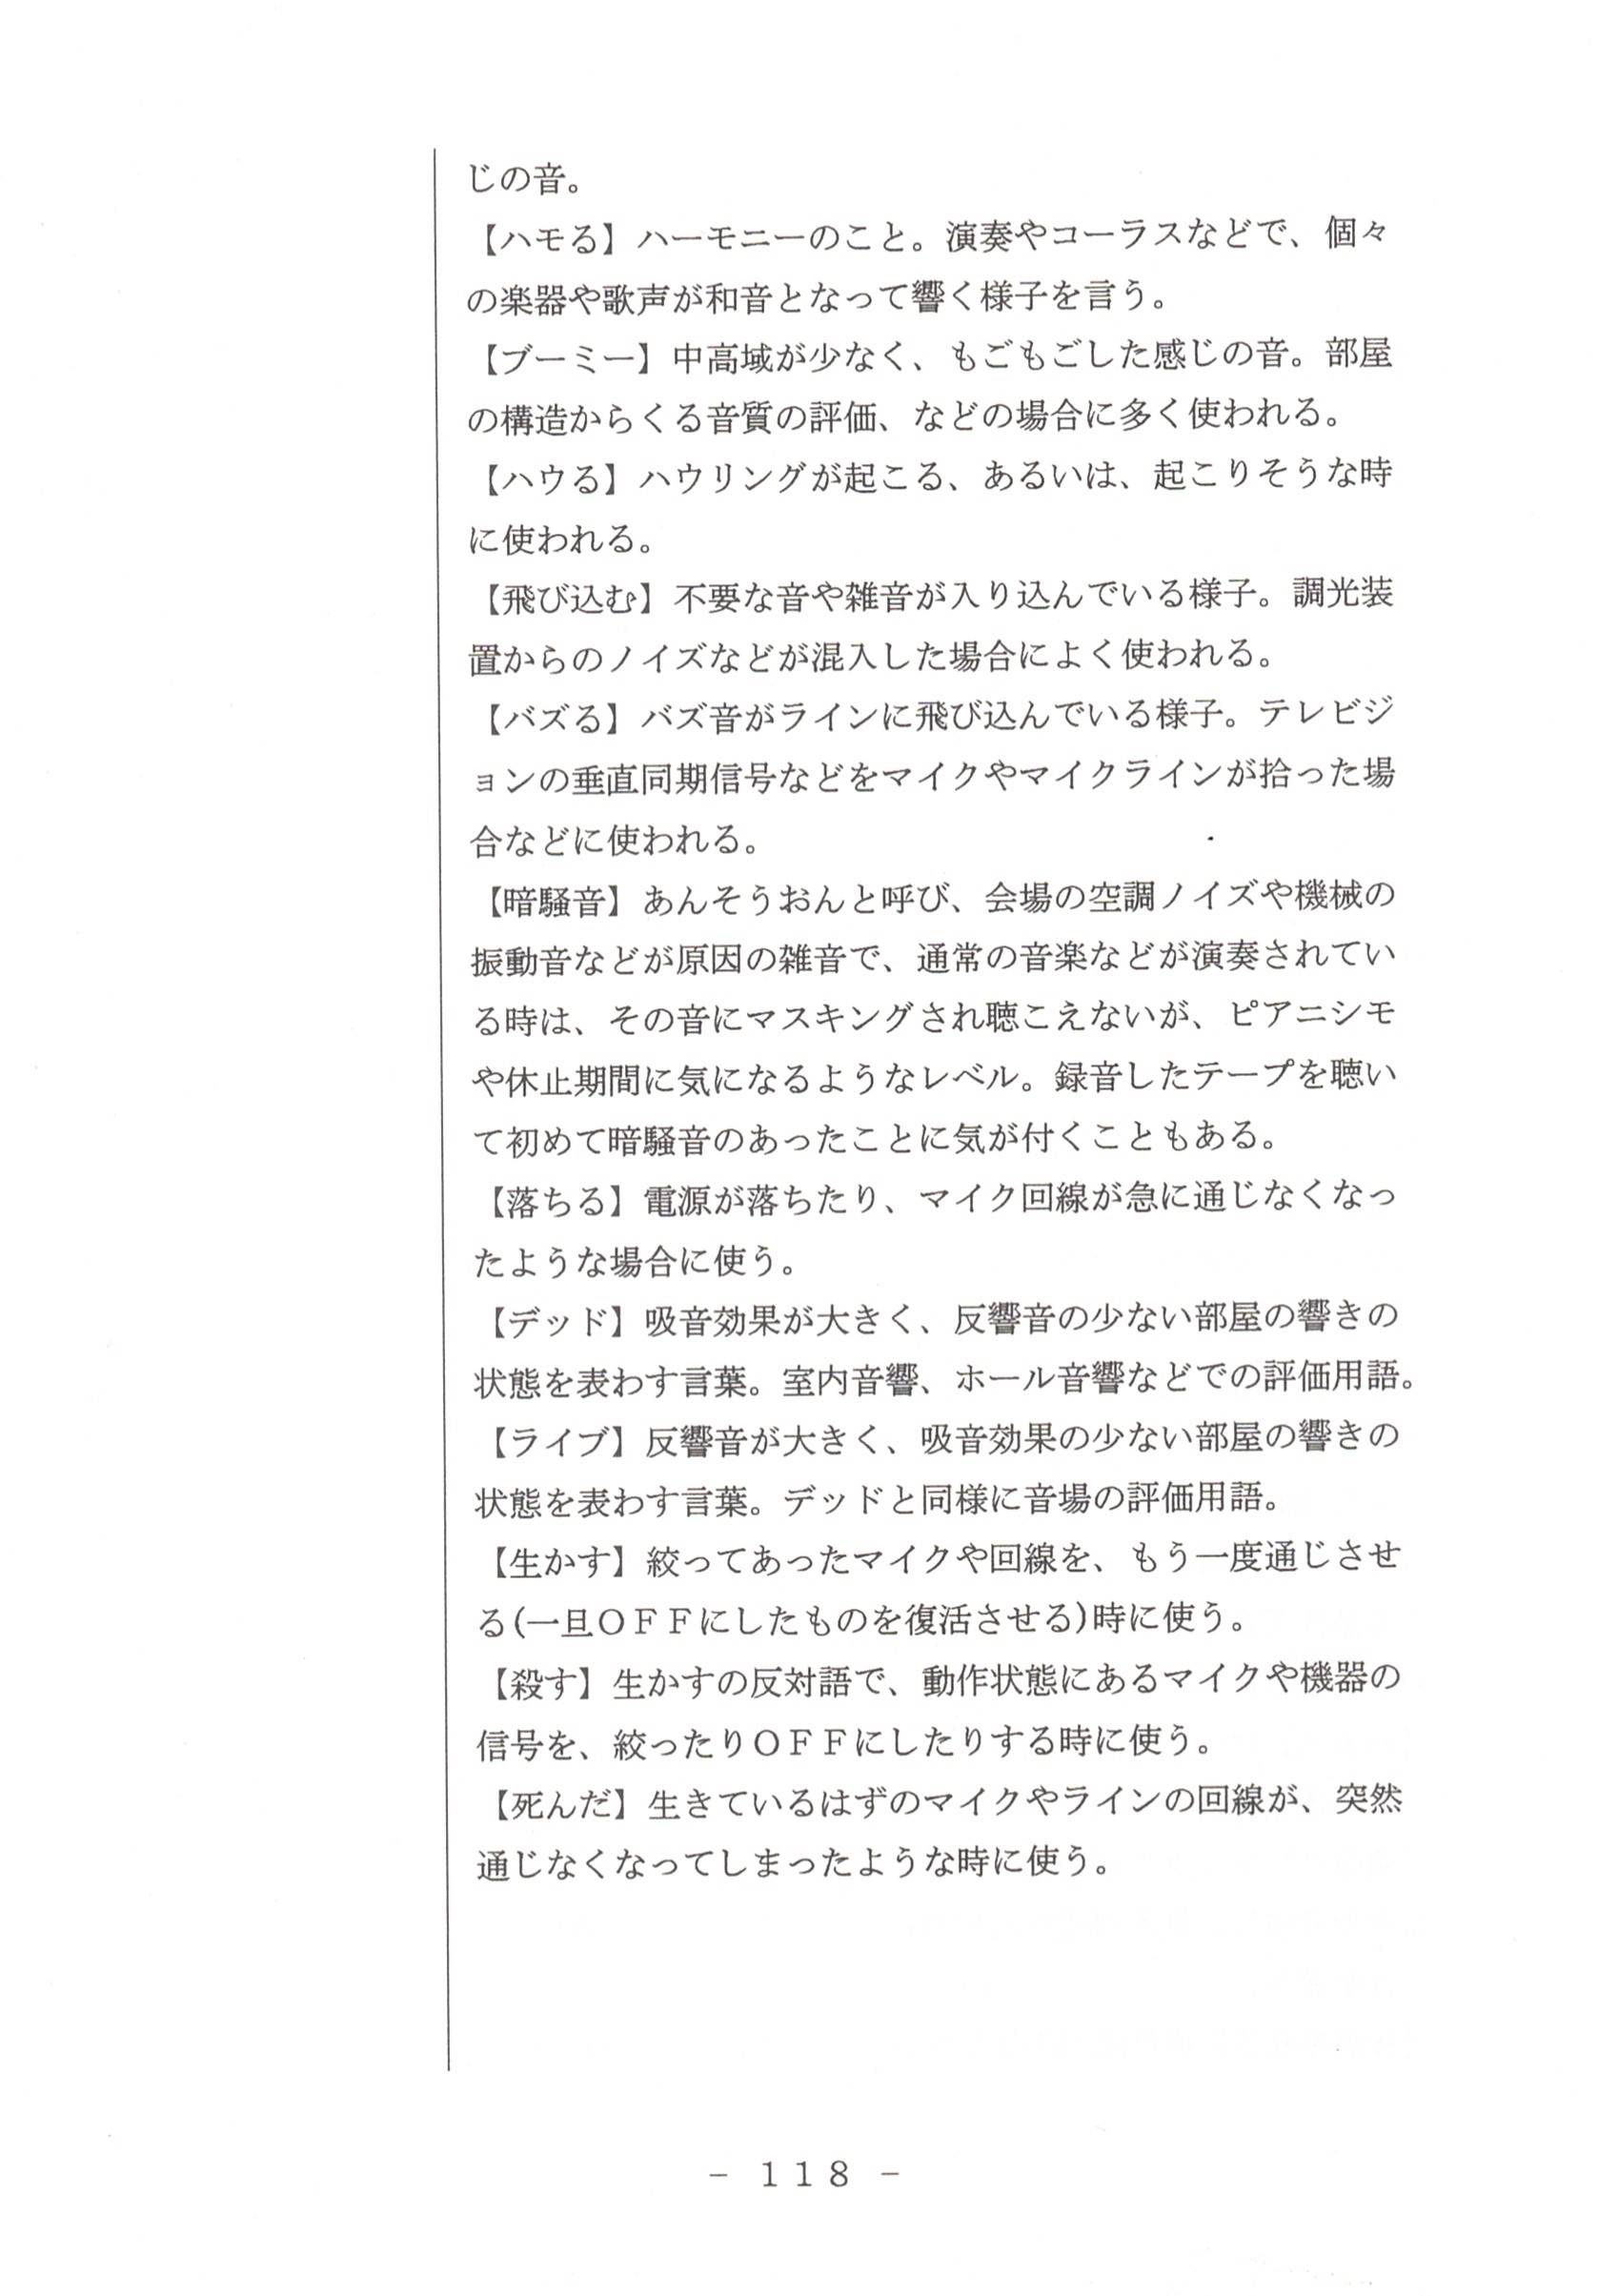 じの音。
【ハモる】ハーモニーのこと。演奏やコーラスなどで、個々
の楽器や歌声が和音となって響く様子を言う。
【ブーミー】中高域が少なく、もごもごした感じの音。部屋
の構造からくる音質の評価、などの場合に多く使われる。
【ハウる】ハウリングが起こる、あるいは、起こりそうな時
に使われる。
【飛び込む】不要な音や雑音が入り込んでいる様子。調光装
置からのノイズなどが混入した場合によく使われる。
【バズる】バズ音がラインに飛び込んでいる様子。テレビジ
ョンの垂直同期信号などをマイクやマイクラインが拾った場
合などに使われる。
【暗騒音】あんそうおんと呼び、会場の空調ノイズや機械の
振動音などが原因の雑音で、通常の音楽などが演奏されてい
る時は、その音にマスキングされ聴こえないが、ピアニシモ
や休止期間に気になるようなレベル。録音したテープを聴い
て初めて暗騒音のあったことに気が付くこともある。
【落ちる】電源が落ちたり、マイク回線が急に通じなくなっ
たような場合に使う。
【デッド】吸音効果が大きく、反響音の少ない部屋の響きの
状態を表わす言葉。室内音響、ホール音響などでの評価用語。
【ライブ】反響音が大きく、吸音効果の少ない部屋の響きの
状態を表わす言葉。デッドと同様に音場の評価用語。
【生かす】絞ってあったマイクや回線を、もう一度通じさせ
る(一旦ＯＦＦにしたものを復活させる)時に使う。
【殺す】生かすの反対語で、動作状態にあるマイクや機器の
信号を、絞ったりＯＦＦにしたりする時に使う。
【死んだ】生きているはずのマイクやラインの回線が、突然
通じなくなってしまったような時に使う。
－ １１８ －